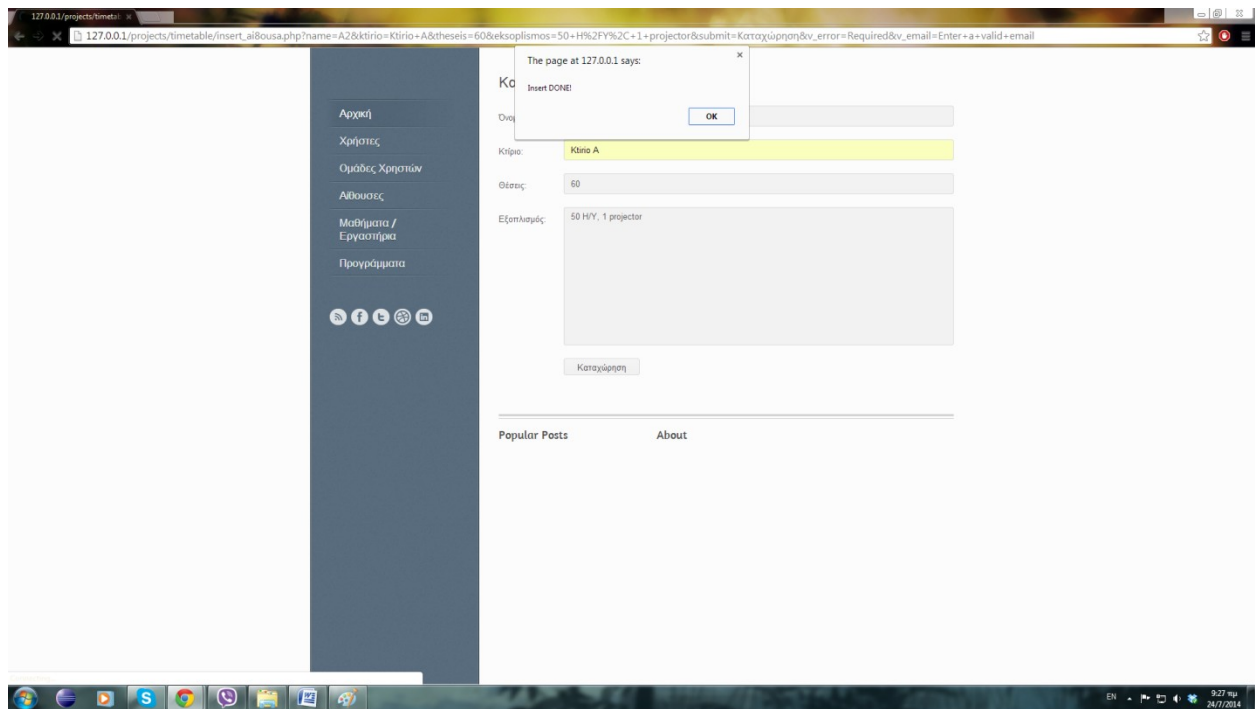 127.0.0.1/projects/timetal
127.0.0.1/projects/timetable/insert_ai8ousa.php?name=A2&ktirio=Ktirio+A&theseis=60&eksoplismos=50+H%2FY%2C+1+projector&submit=Καταχώρηση&v_error=Required&v_email=Enter+a+valid+email
The page at 127.0.0.1 says:
Insert DONE!
OK
Αρχική
Χρήστες
Ομάδες Χρηστών
Αίθουσες
Μαθήματα /
Εργαστήρια
Προγράμματα
Κτίριο:
Ktirio A
Θέσεις:
60
Εξοπλισμός:
50 H/Y, 1 projector
Καταχώρηση
Popular Posts
About
EN
9:27 πμ
24/7/2014